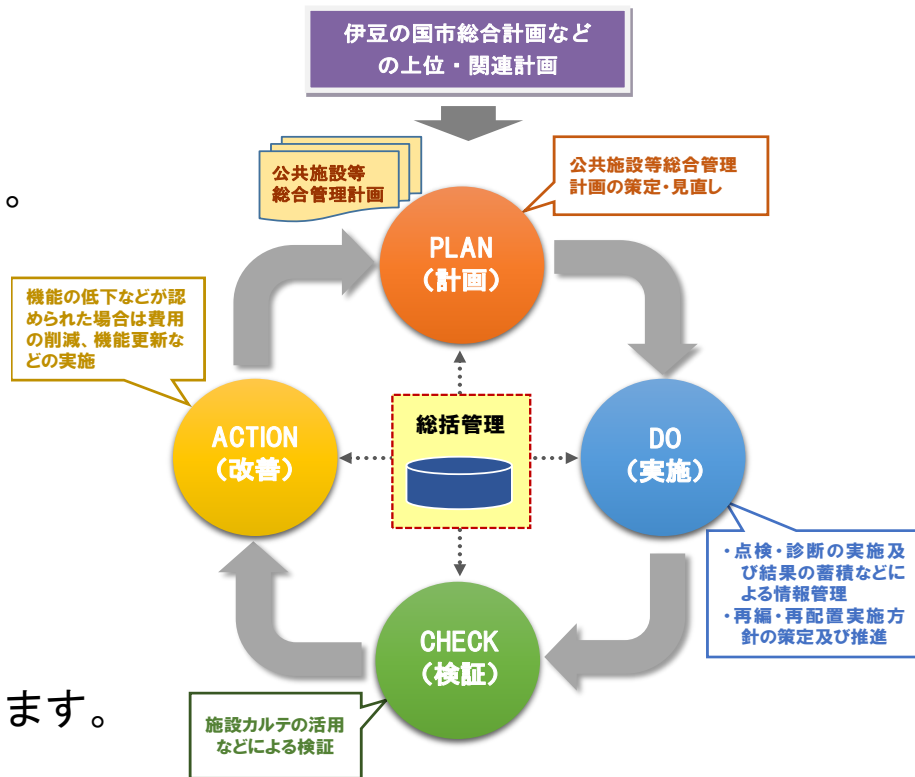 伊豆の国市総合計画など
の上位・関連計画
。
公共施設等
総合管理計画
公共施設等総合管理
計画の策定・見直し
。
PLAN
（計画）
機能の低下などが認
められた場合は費用
の削減、機能更新な
どの実施
ACTION
（改善）
総括管理
DO
（実施）
・点検・診断の実施及
び結果の蓄積などに
よる情報管理
・再編・再配置実施方
針の策定及び推進
CHECK
（検証）
ます。
施設カルテの活用
などによる検証